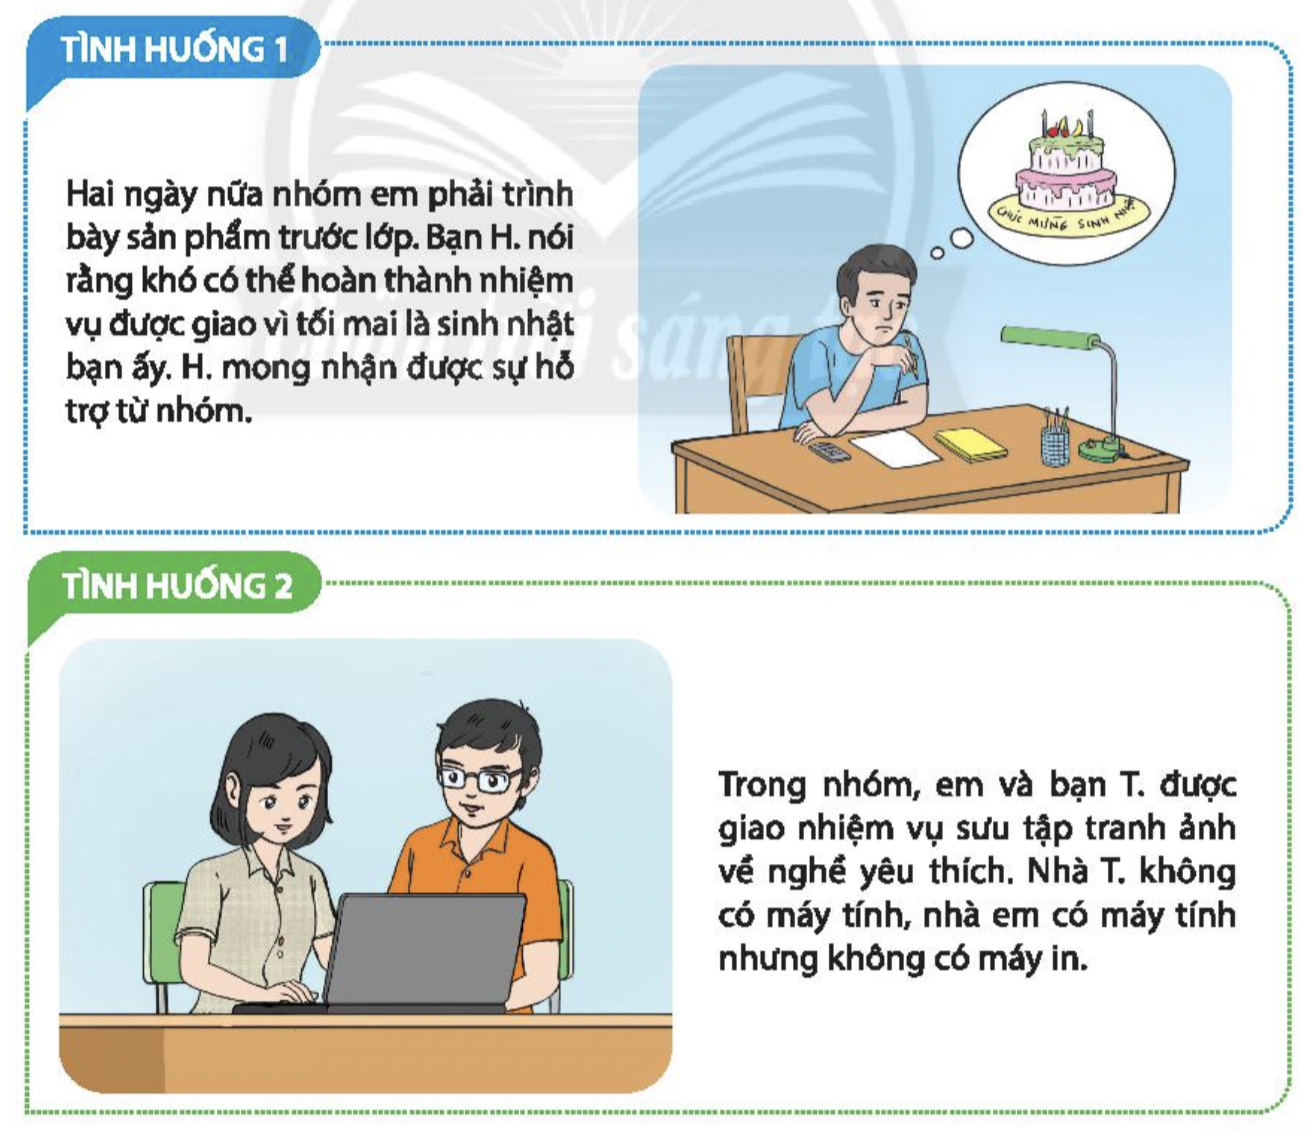 TÌNH HUỐNG 1
Hai ngày nữa nhóm em phải trình
bày sản phẩm trước lớp. Bạn H. nói
rằng khó có thể hoàn thành nhiệm
vụ được giao vì tối mai là sinh nhật
bạn ấy. H. mong nhận được sự hỗ
trợ từ nhóm.
CHÚC MỪNG SINH NHẬT
sáng
TÌNH HUỐNG 2
Trong nhóm, em và bạn T. được
giao nhiệm vụ sưu tập tranh ảnh
về nghề yêu thích. Nhà T. không
có máy tính, nhà em có máy tính
nhưng không có máy in.